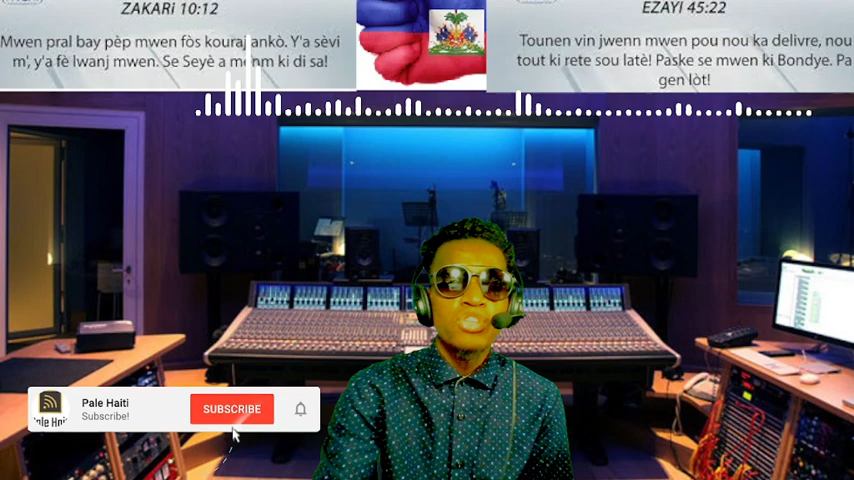 ZAKARi 10:12
Mwen pral bay pèp mwen fòs kouraj ankò. Y'a sèvi
m', y'a fè lwanj mwen. Se Seyè a menm ki di sa!
EZAYI 45:22
Tounen vin jwenn mwen pou nou ka delivre, nou
tout ki rete sou latè! Paske se mwen ki Bondye. Pa
gen lòt!
Pale Haiti
Subscribe!
SUBSCRIBE